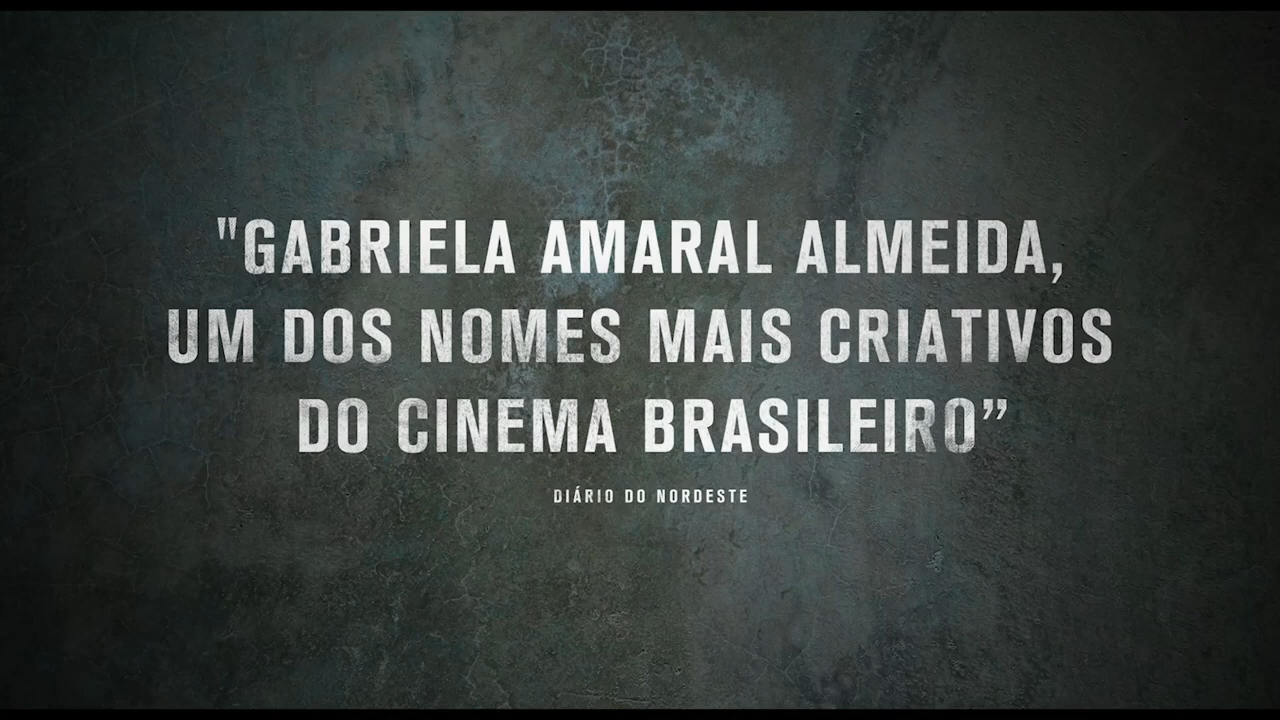 "GABRIELA AMARAL ALMEIDA,
UM DOS NOMES MAIS CRIATIVOS
DO CINEMA BRASILEIRO”
DIÁRIO DO NORDESTE